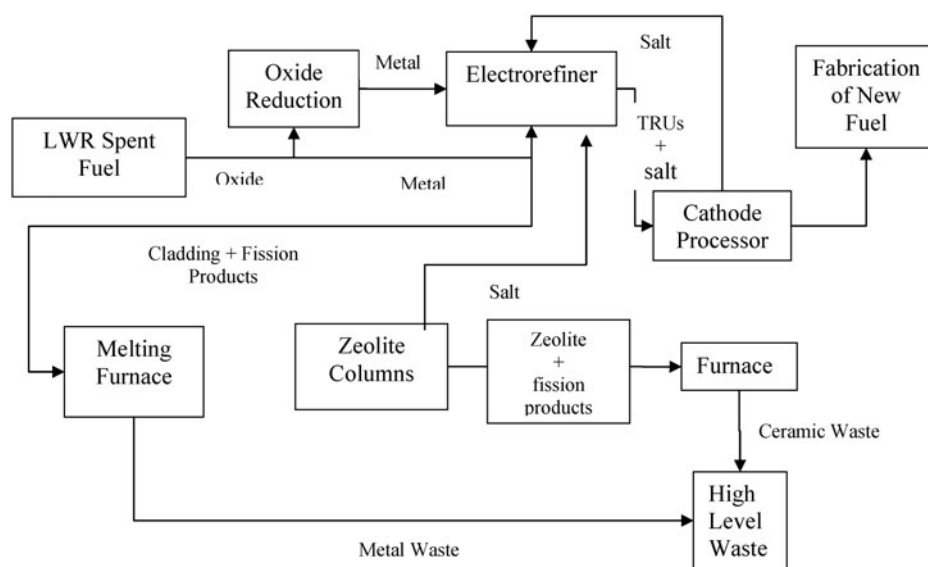 Salt
Oxide
Reduction
Metal
Electrorefiner
Fabrication
of New
Fuel
LWR Spent
Fuel
Oxide
Metal
TRUs
+
salt
Cathode
Processor
Cladding + Fission
Products
Salt
Melting
Furnace
Zeolite
Columns
Zeolite
+
fission
products
Furnace
Ceramic Waste
High
Level
Waste
Metal Waste